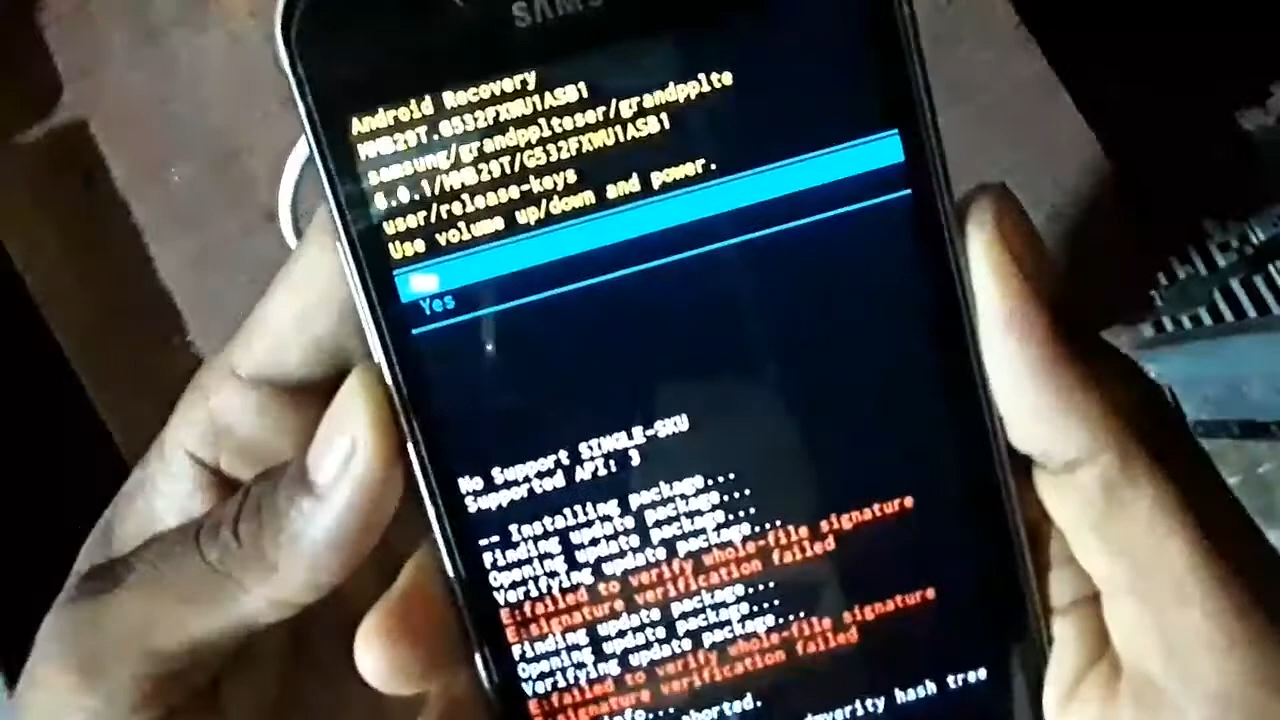 SAMS
Android Recovery
MMB29T.G532FXWU1ASB1
samsung/grandpplteser/grandpplte
6.0.1/MMB29T/G532FXWU1ASB1
user/release-keys
Use volume up/down and power.
No
Yes
No Support SINGLE-SKU
Supported API: 3
-- Installing package...
Finding update package...
Opening update package...
Verifying update package...
E:failed to verify whole-file signature
E:signature verification failed
Finding update package...
Opening update package...
Verifying update package...
E:failed to verify whole-file signature
E:signature verification failed
info...
aborted.
dmverity hash tree